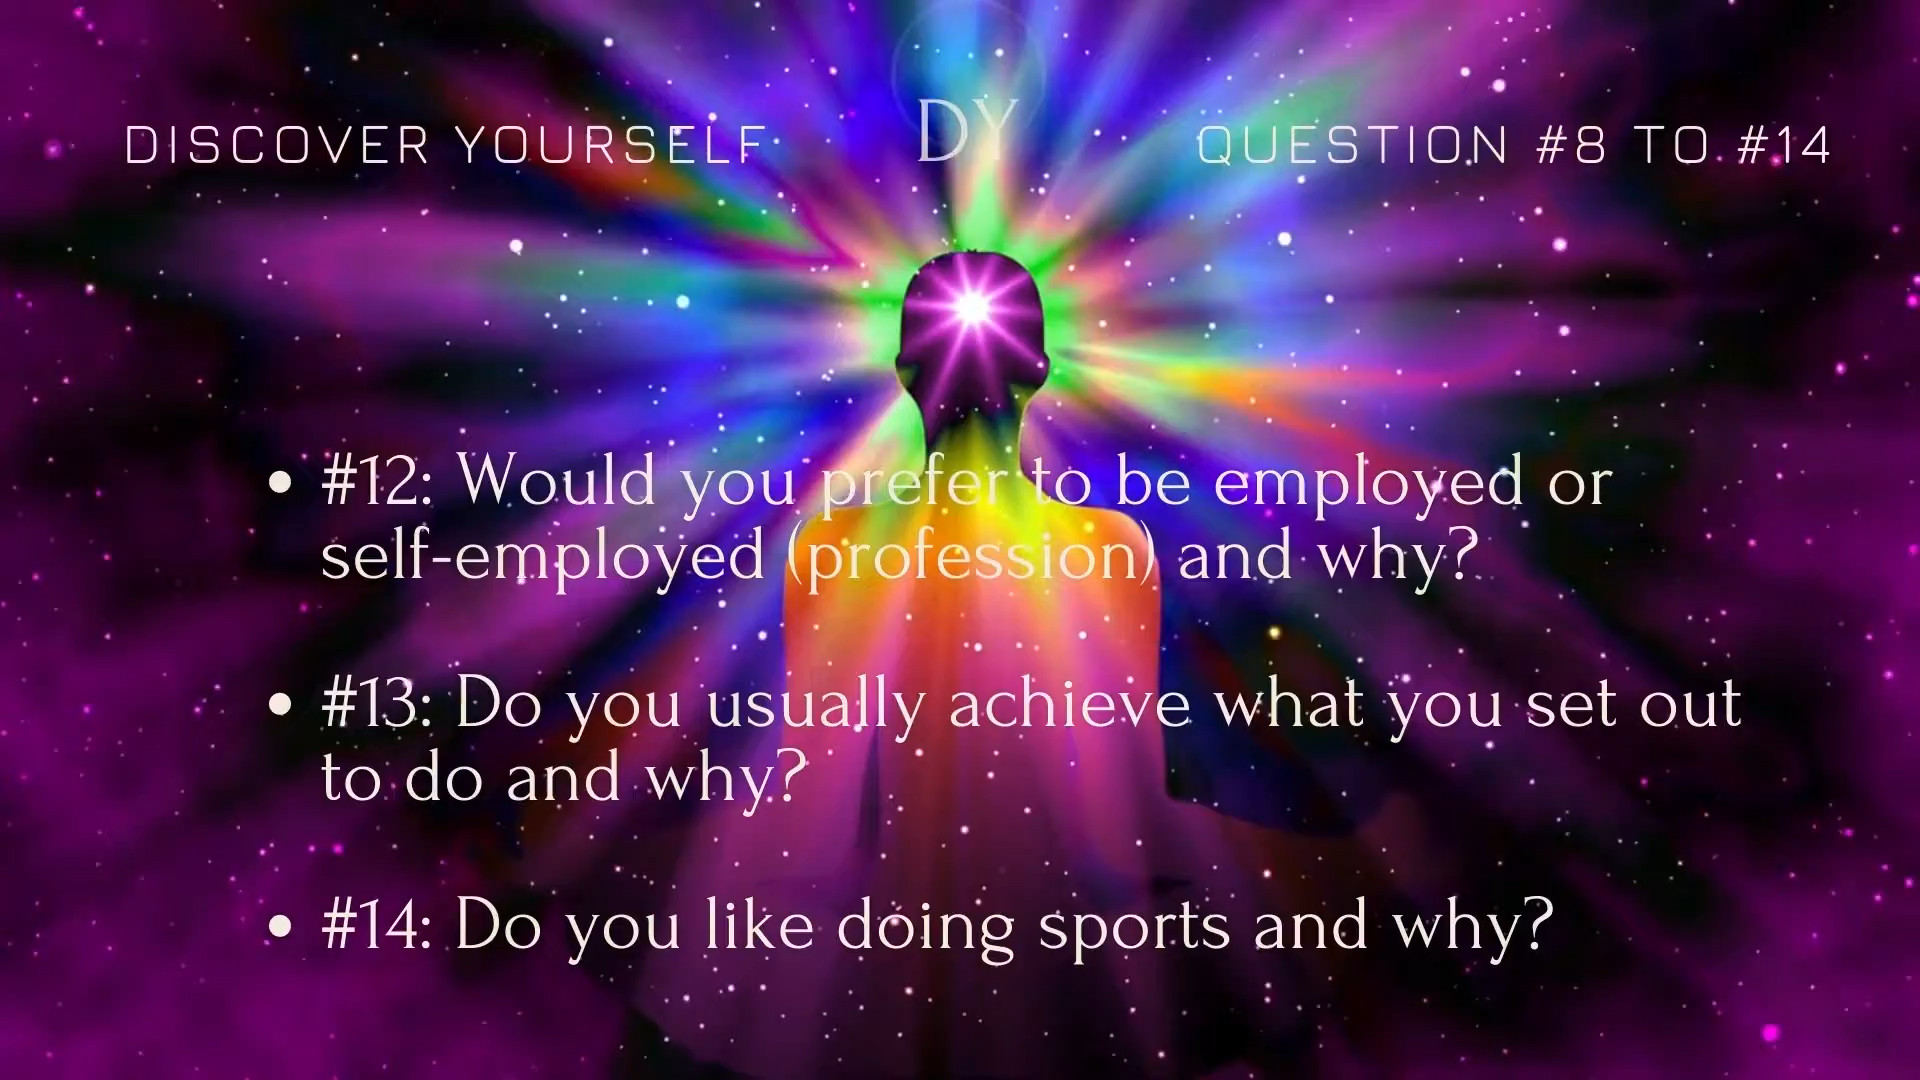 DISCOVER YOURSELF
DY
QUESTION #8 TO #14
• #12: Would you prefer to be employed or
self-employed (profession) and why?
• #13: Do you usually achieve what you set out
to do and why?
• #14: Do you like doing sports and why?